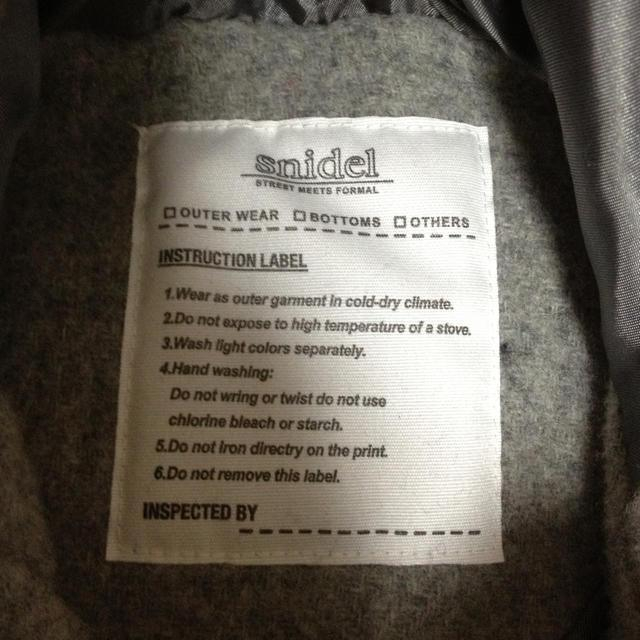 snidel
STREET MEETS FORMAL
☐OUTER WEAR ☐BOTTOMS ☐OTHERS
INSTRUCTION LABEL
1.Wear as outer garment in cold-dry climate.
2.Do not expose to high temperature of a stove.
3.Wash light colors separately.
4.Hand washing:
Do not wring or twist do not use
chlorine bleach or starch.
5.Do not iron directry on the print.
6.Do not remove this label.
INSPECTED BY